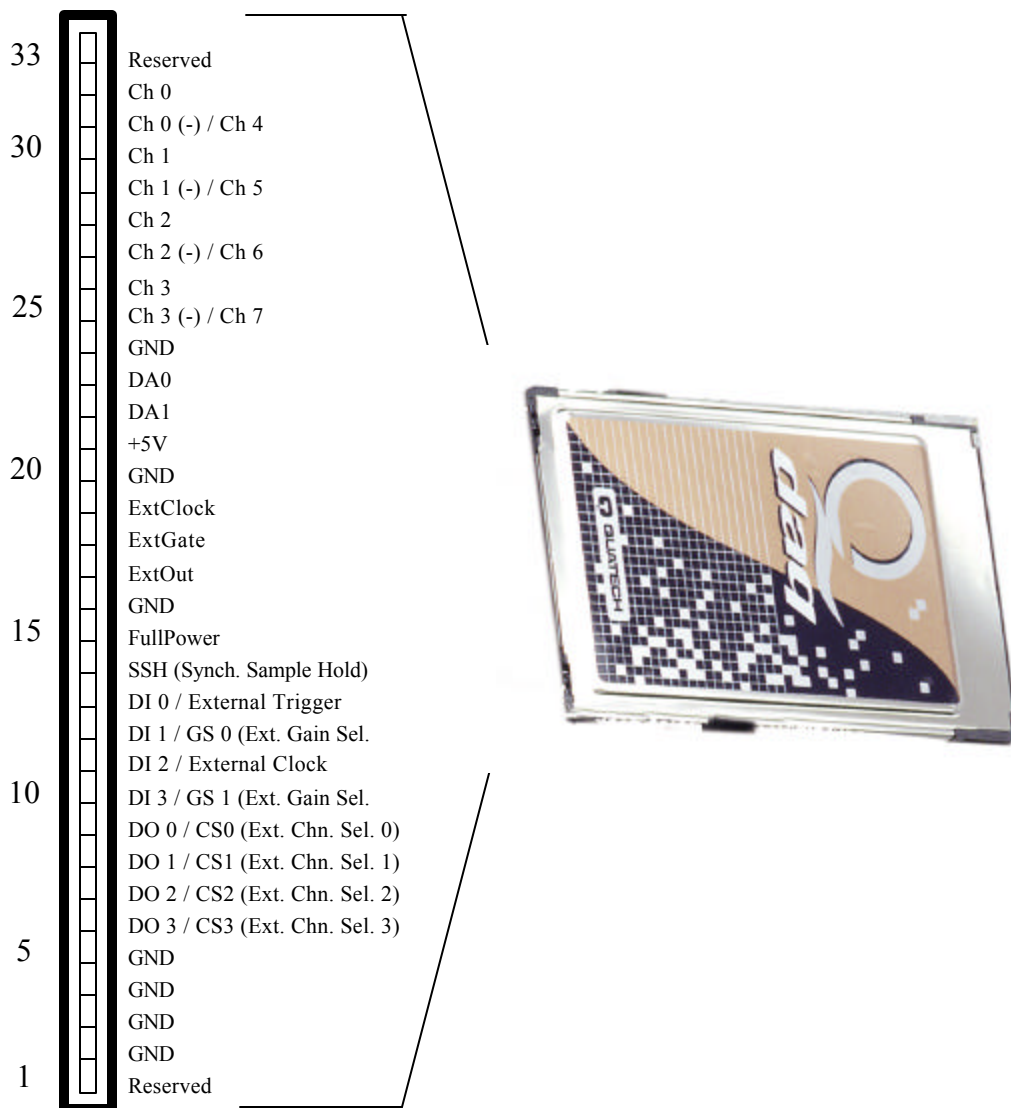 33 Reserved
Ch 0
Ch 0 (-) / Ch 4
30 Ch 1
Ch 1 (-) / Ch 5
Ch 2
Ch 2 (-) / Ch 6
Ch 3
25 Ch 3 (-) / Ch 7
GND
DA0
DA1
+5V
20 GND
ExtClock
ExtGate
ExtOut
GND
15 FullPower
SSH (Synch. Sample Hold)
DI 0 / External Trigger
DI 1 / GS 0 (Ext. Gain Sel.
DI 2 / External Clock
10 DI 3 / GS 1 (Ext. Gain Sel.
DO 0 / CS0 (Ext. Chn. Sel. 0)
DO 1 / CS1 (Ext. Chn. Sel. 1)
DO 2 / CS2 (Ext. Chn. Sel. 2)
DO 3 / CS3 (Ext. Chn. Sel. 3)
5 GND
GND
GND
GND
1 Reserved
daq
QUATECH